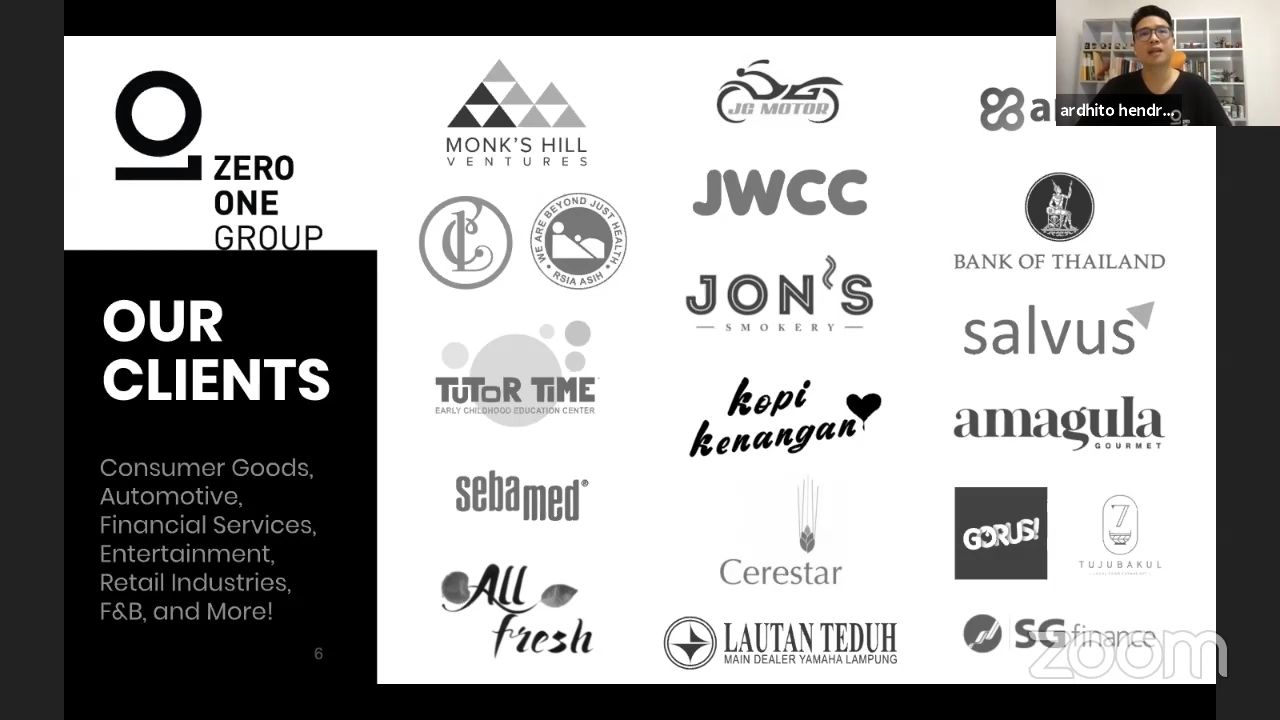 ZERO
ONE
GROUP
OUR
CLIENTS
Consumer Goods,
Automotive,
Financial Services,
Entertainment,
Retail Industries,
F&B, and More!
6
MONK'S HILL
VENTURES
WE ARE BEYOND JUST HEALTH
RSIA ASIH
TUTOR TIME
EARLY CHILDHOOD EDUCATION CENTER
sebamed®
All
fresh
JG MOTOR
JWCC
JON'S
SMOKERY
kopi
kenangan
Cerestar
LAUTAN TEDUH
MAIN DEALER YAMAHA LAMPUNG
ardhito hendr...
BANK OF THAILAND
salvus
amagula
GOURMET
GORUS!
7
TUJUBAKUL
SG finance
zoom